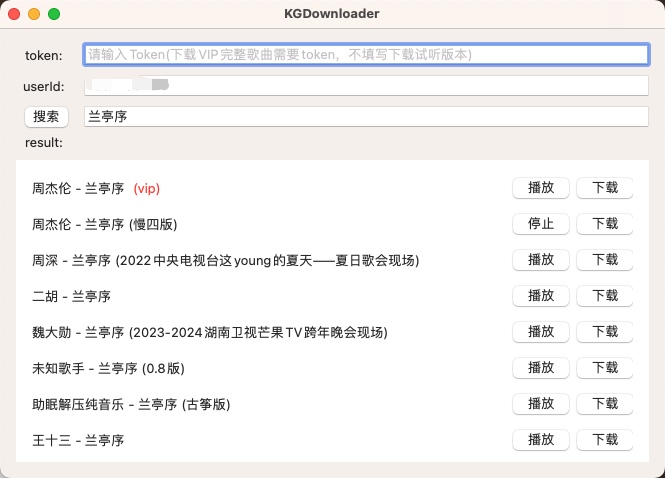 KGDownloader
token: 请输入Token(下载VIP完整歌曲需要token，不填写下载试听版本)
userId:
搜索 兰亭序
result:
周杰伦 - 兰亭序 (vip) 播放 下载
周杰伦 - 兰亭序 (慢四版) 停止 下载
周深 - 兰亭序 (2022中央电视台这young的夏天——夏日歌会现场) 播放 下载
二胡 - 兰亭序 播放 下载
魏大勋 - 兰亭序 (2023-2024湖南卫视芒果TV跨年晚会现场) 播放 下载
未知歌手 - 兰亭序 (0.8版) 播放 下载
助眠解压纯音乐 - 兰亭序 (古筝版) 播放 下载
王十三 - 兰亭序 播放 下载